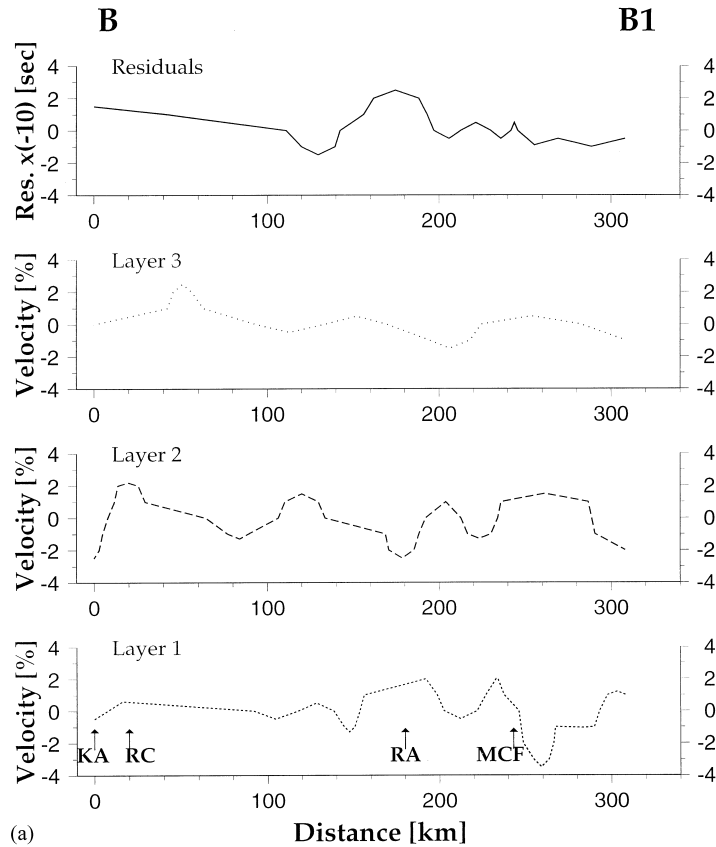 B B1
Residuals
Res. x(-10) [sec]
4 2 0 -2 -4
4 2 0 -2 -4
0 100 200 300
Layer 3
Velocity [%]
4 2 0 -2 -4
4 2 0 -2 -4
0 100 200 300
Layer 2
Velocity [%]
4 2 0 -2 -4
4 2 0 -2 -4
0 100 200 300
Layer 1
Velocity [%]
4 2 0 -2 -4
4 2 0 -2 -4
KA RC RA MCF
0 100 200 300
(a) Distance [km]